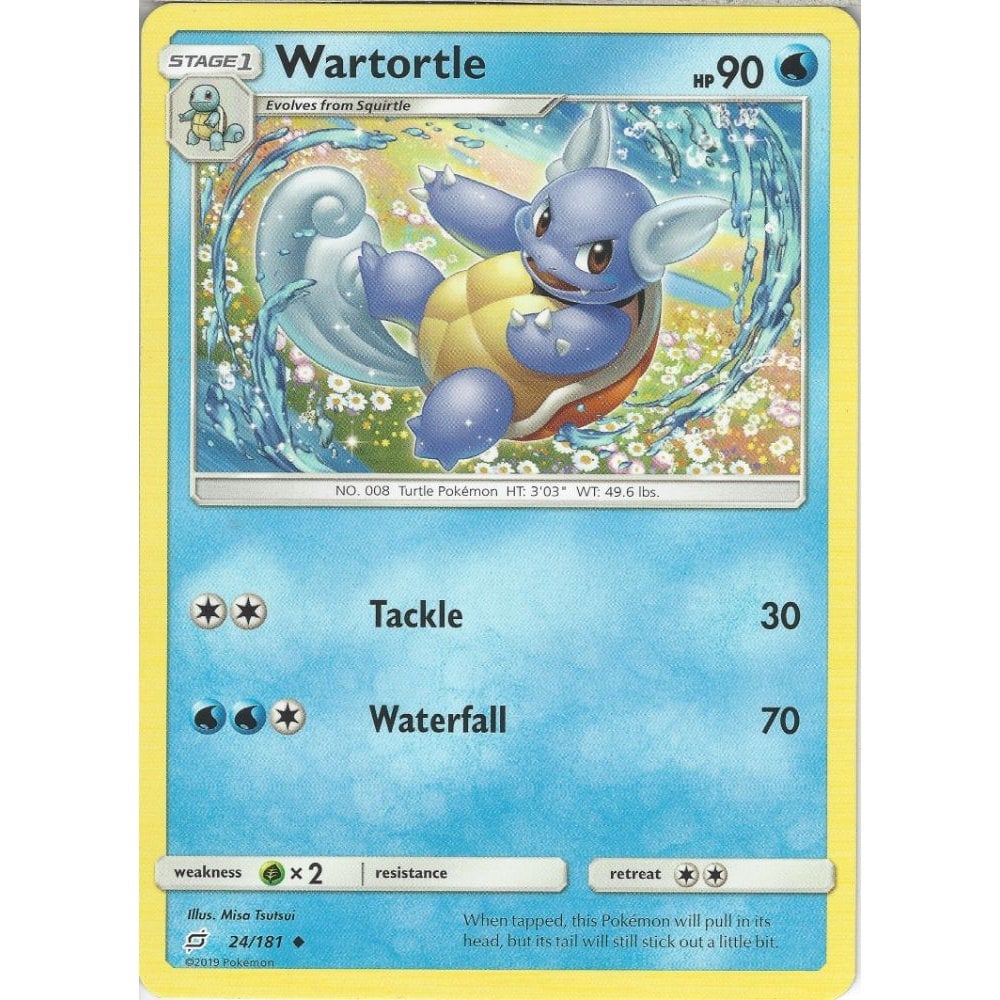 STAGE1 Wartortle HP 90
Evolves from Squirtle
NO. 008 Turtle Pokémon HT: 3'03" WT: 49.6 lbs.
Tackle 30
Waterfall 70
weakness × 2 resistance retreat
Illus. Misa Tsutsui
24/181
©2019 Pokémon
When tapped, this Pokémon will pull in its
head, but its tail will still stick out a little bit.